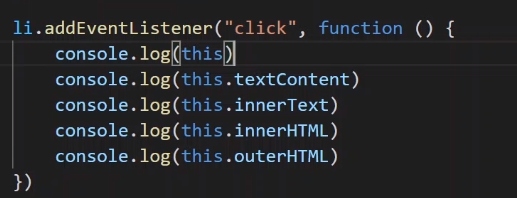 li.addEventListener("click", function () {
    console.log(this)
    console.log(this.textContent)
    console.log(this.innerText)
    console.log(this.innerHTML)
    console.log(this.outerHTML)
})